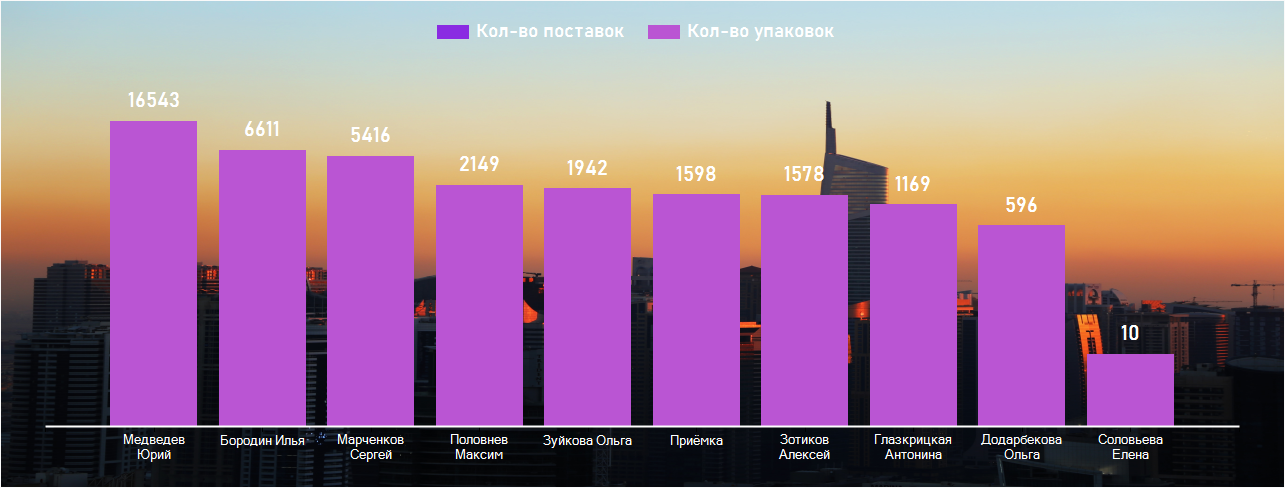 Кол-во поставок Кол-во упаковок
16543
6611
5416
2149
1942
1598
1578
1169
596
10
Медведев
Юрий
Бородин Илья
Марченков
Сергей
Половнев
Максим
Зуйкова Ольга
Приёмка
Зотиков
Алексей
Глазкрицкая
Антонина
Додарбекова
Ольга
Соловьева
Елена